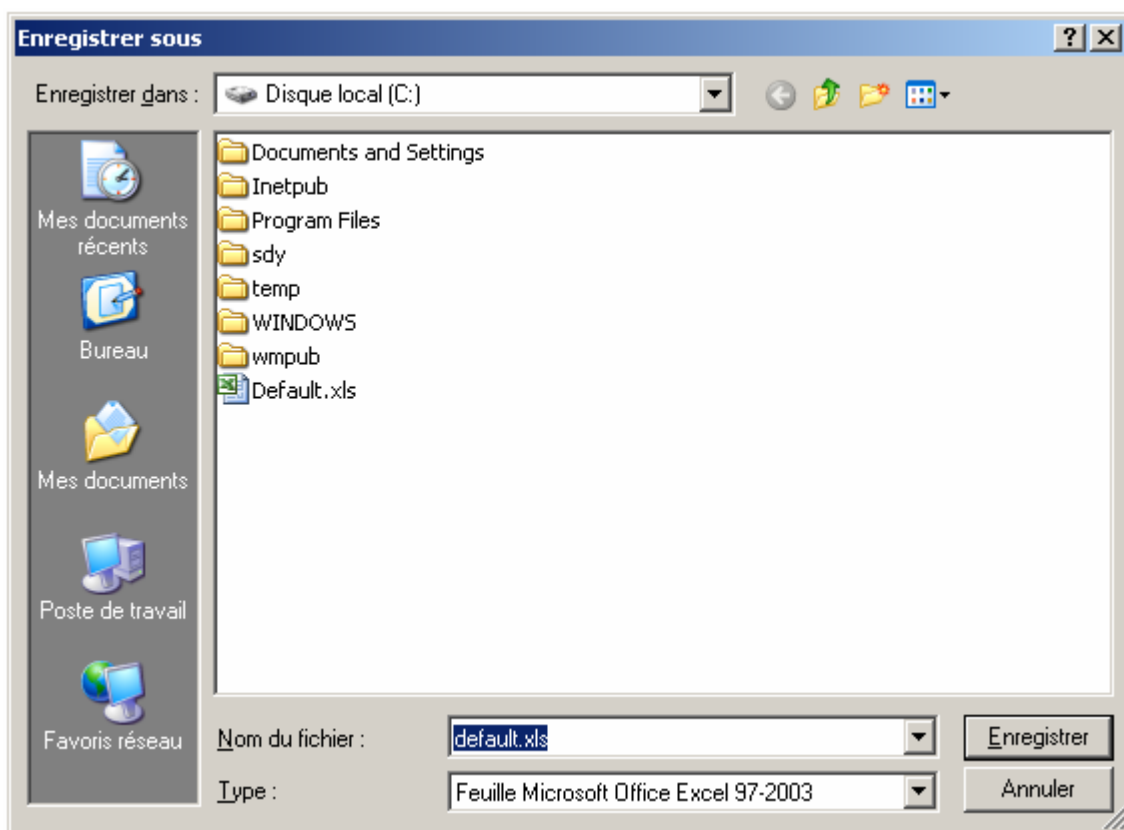 Enregistrer sous
Enregistrer dans :
Disque local (C:)
Mes documents
récents
Bureau
Mes documents
Poste de travail
Favoris réseau
Documents and Settings
Inetpub
Program Files
sdy
temp
WINDOWS
wmpub
Default.xls
Nom du fichier :
default.xls
Enregistrer
Type :
Feuille Microsoft Office Excel 97-2003
Annuler